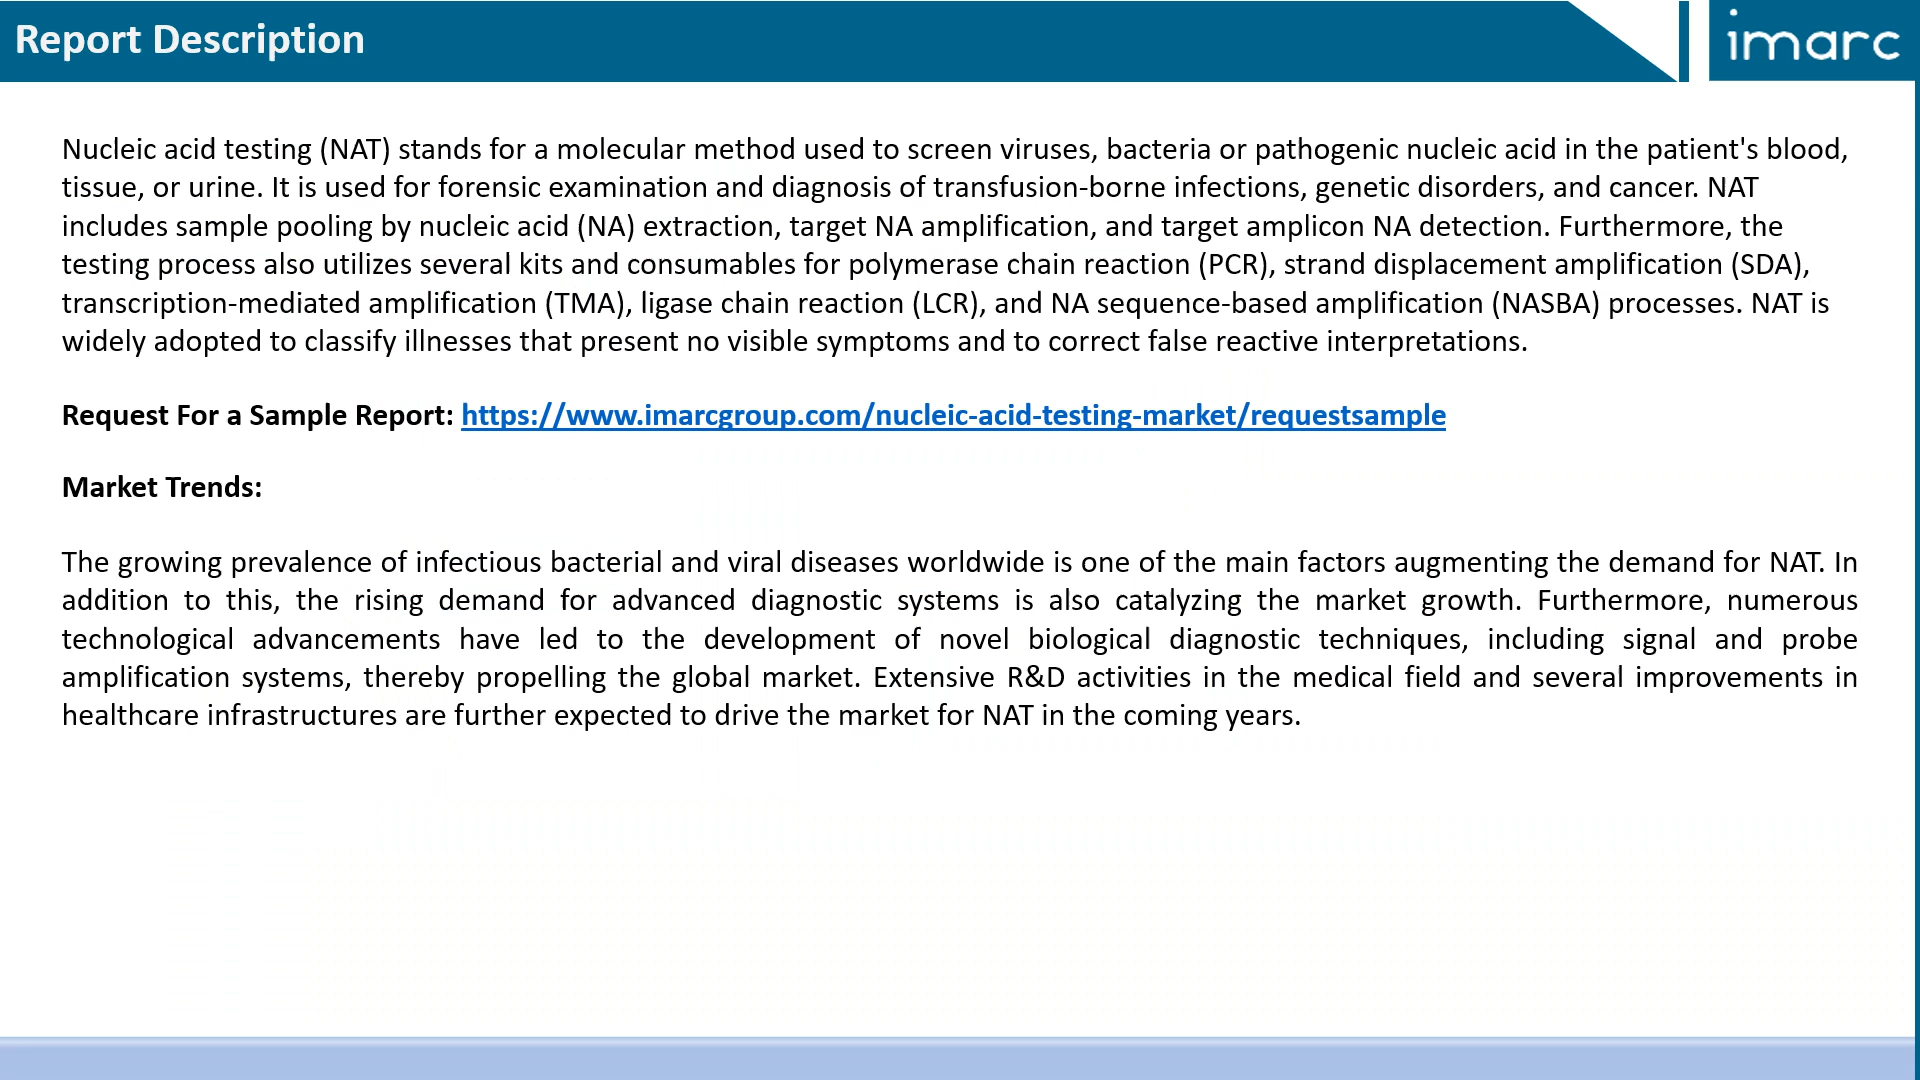 Report Description
imarc
Nucleic acid testing (NAT) stands for a molecular method used to screen viruses, bacteria or pathogenic nucleic acid in the patient's blood,
tissue, or urine. It is used for forensic examination and diagnosis of transfusion-borne infections, genetic disorders, and cancer. NAT
includes sample pooling by nucleic acid (NA) extraction, target NA amplification, and target amplicon NA detection. Furthermore, the
testing process also utilizes several kits and consumables for polymerase chain reaction (PCR), strand displacement amplification (SDA),
transcription-mediated amplification (TMA), ligase chain reaction (LCR), and NA sequence-based amplification (NASBA) processes. NAT is
widely adopted to classify illnesses that present no visible symptoms and to correct false reactive interpretations.
Request For a Sample Report: https://www.imarcgroup.com/nucleic-acid-testing-market/requestsample
Market Trends:
The growing prevalence of infectious bacterial and viral diseases worldwide is one of the main factors augmenting the demand for NAT. In
addition to this, the rising demand for advanced diagnostic systems is also catalyzing the market growth. Furthermore, numerous
technological advancements have led to the development of novel biological diagnostic techniques, including signal and probe
amplification systems, thereby propelling the global market. Extensive R&D activities in the medical field and several improvements in
healthcare infrastructures are further expected to drive the market for NAT in the coming years.